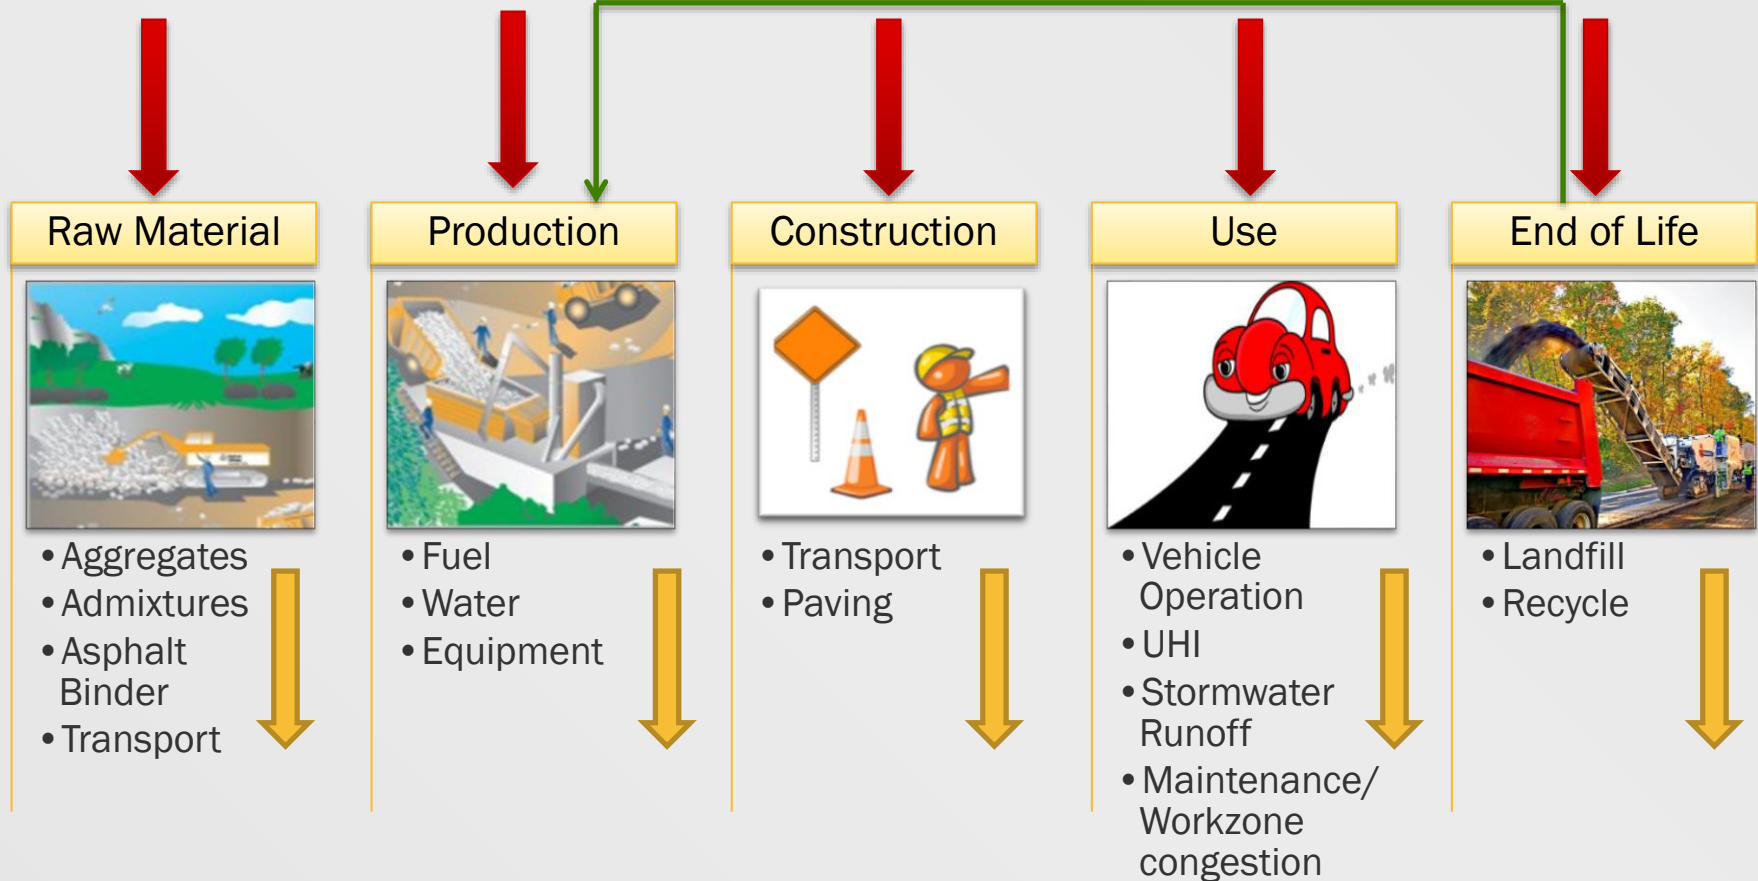 Raw Material
• Aggregates
• Admixtures
• Asphalt
Binder
• Transport
Production
• Fuel
• Water
• Equipment
Construction
• Transport
• Paving
Use
• Vehicle
Operation
• UHI
• Stormwater
Runoff
• Maintenance/
Workzone
congestion
End of Life
• Landfill
• Recycle